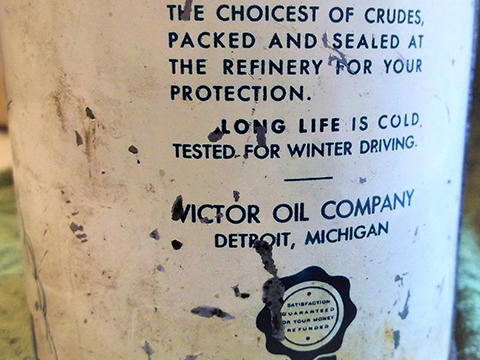 THE CHOICEST OF CRUDES,
PACKED AND SEALED AT
THE REFINERY FOR YOUR
PROTECTION.
LONG LIFE IS COLD
TESTED FOR WINTER DRIVING.
VICTOR OIL COMPANY
DETROIT, MICHIGAN
SATISFACTION
GUARANTEED
OR YOUR MONEY
REFUNDED